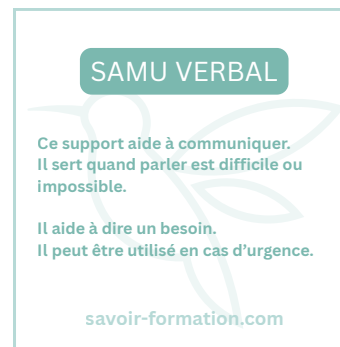 SAMU VERBAL
Ce support aide à communiquer.
Il sert quand parler est difficile ou
impossible.
Il aide à dire un besoin.
Il peut être utilisé en cas d’urgence.
savoir-formation.com